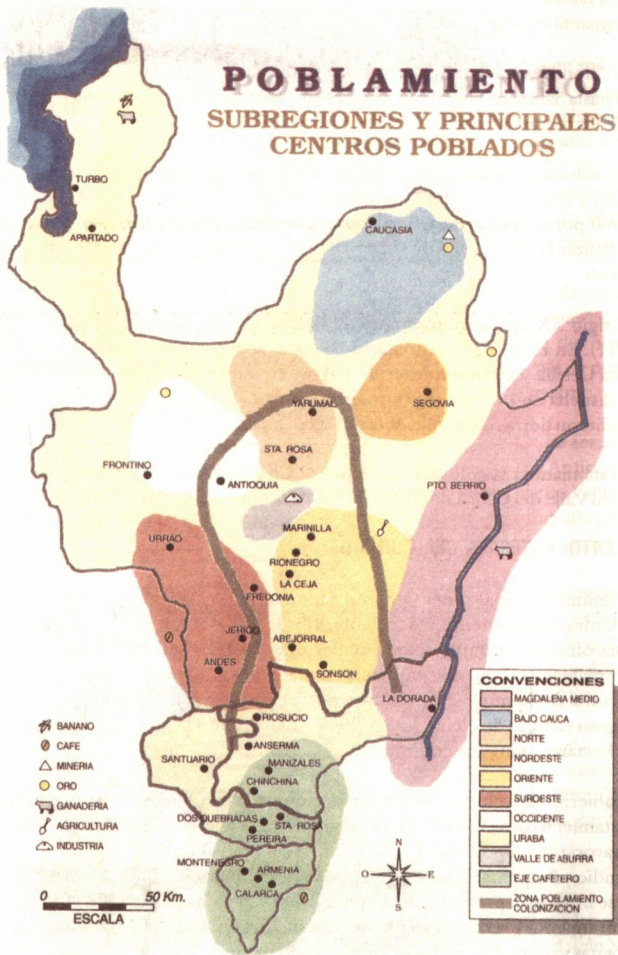 POBLAMIENTO
SUBREGIONES Y PRINCIPALES
CENTROS POBLADOS
TURBO
APARTADO
CAUCASIA
YARUMAL
SEGOVIA
STA. ROSA
FRONTINO
ANTIOQUIA
PTO. BERRIO
MARINILLA
URRAO
RIONEGRO
LA CEJA
FREDONIA
JERICO
ABEJORRAL
ANDES
SONSON
LA DORADA
RIOSUCIO
ANSERMA
SANTUARIO
MANIZALES
CHINCHINA
DOS QUEBRADAS
STA. ROSA
PEREIRA
MONTENEGRO
ARMENIA
CALARCA
BANANO
CAFE
MINERIA
ORO
GANADERIA
AGRICULTURA
INDUSTRIA
0 50 Km.
ESCALA
N
O E
S
CONVENCIONES
MAGDALENA MEDIO
BAJO CAUCA
NORTE
NORDESTE
ORIENTE
SUROESTE
OCCIDENTE
URABA
VALLE DE ABURRA
EJE CAFETERO
ZONA POBLAMIENTO
COLONIZACION